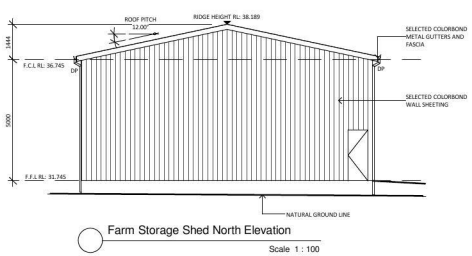 ROOF PITCH
12.00°
RIDGE HEIGHT RL: 38.189
SELECTED COLORBOND
METAL GUTTERS AND
FASCIA
1444
F.C.L RL: 36.745
DP
DP
SELECTED COLORBOND
WALL SHEETING
5000
F.F.L RL: 31.745
NATURAL GROUND LINE
Farm Storage Shed North Elevation
Scale 1 : 100